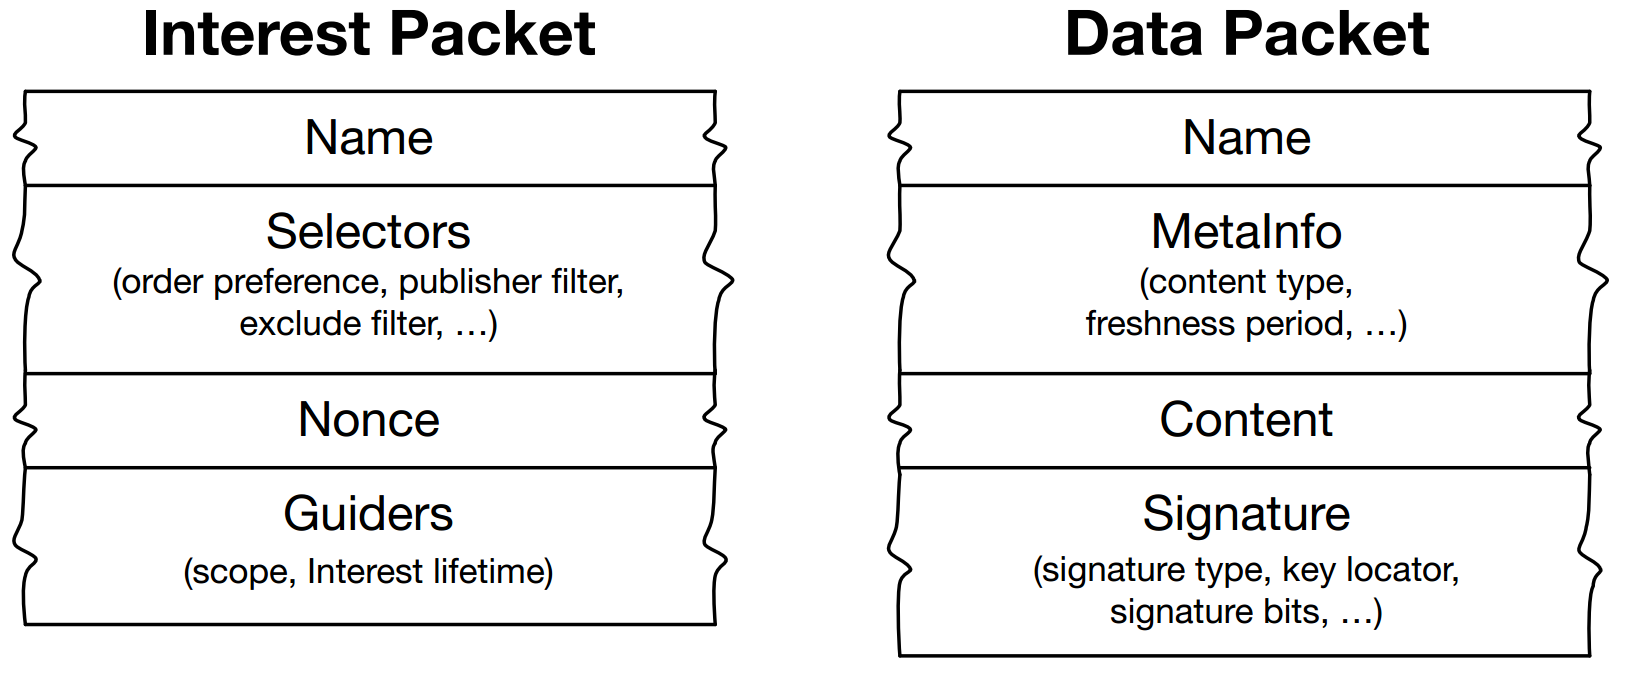 Interest Packet
Name
Selectors
(order preference, publisher filter,
exclude filter, …)
Nonce
Guiders
(scope, Interest lifetime)
Data Packet
Name
MetaInfo
(content type,
freshness period, …)
Content
Signature
(signature type, key locator,
signature bits, …)